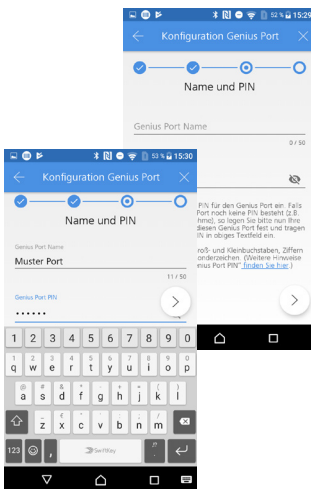 52 % 15:29
Konfiguration Genius Port
Name und PIN
Genius Port Name
0 / 50
PIN für den Genius Port ein. Falls
Port noch keine PIN besteht (z.B.
so legen Sie bitte nun Ihre
diesen Genius Port fest und tragen
IN in obiges Textfeld ein.
roß- und Kleinbuchstaben, Ziffern
onderzeichen. (Weitere Hinweise
enius Port PIN" finden Sie hier.)
53 % 15:30
Konfiguration Genius Port
Name und PIN
Genius Port Name
Muster Port
11 / 50
Genius Port PIN
••••••
1 2 3 4 5 6 7 8 9 0
q w e r t y u i o p
a s d f g h j k l
z x c v b n m
123 , SwiftKey .